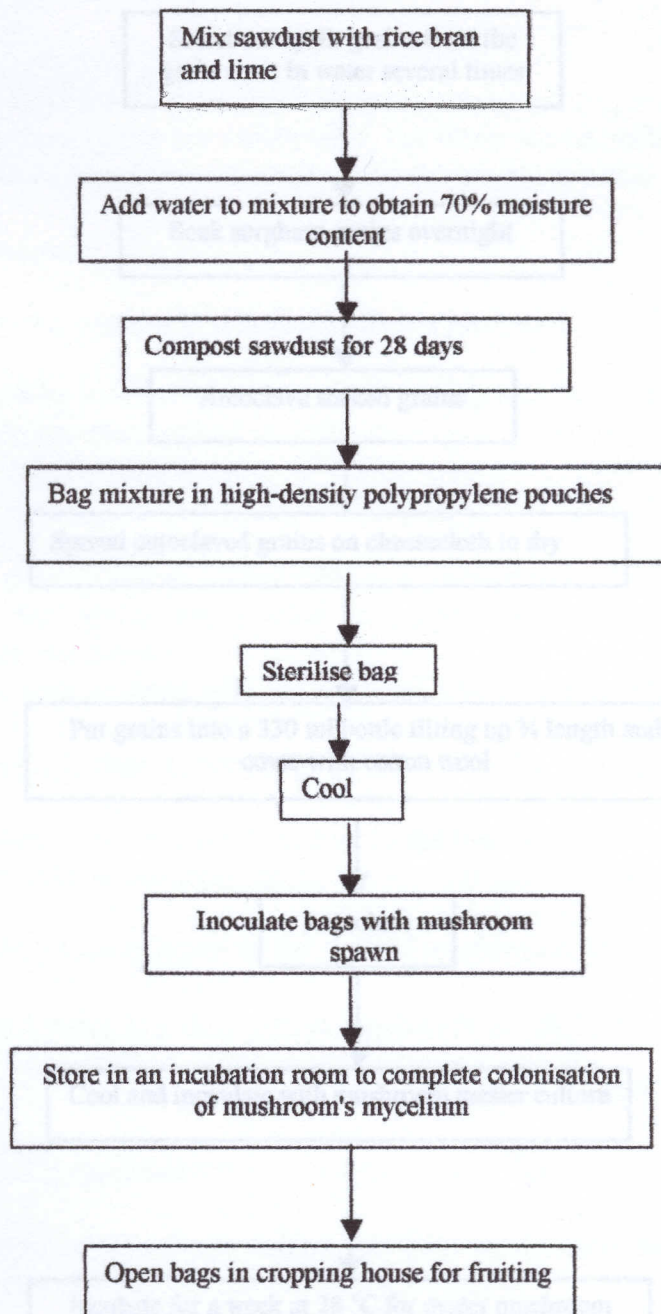 Mix sawdust with rice bran
and lime
Add water to mixture to obtain 70% moisture
content
Compost sawdust for 28 days
Bag mixture in high-density polypropylene pouches
Sterilise bag
Cool
Inoculate bags with mushroom
spawn
Store in an incubation room to complete colonisation
of mushroom's mycelium
Open bags in cropping house for fruiting